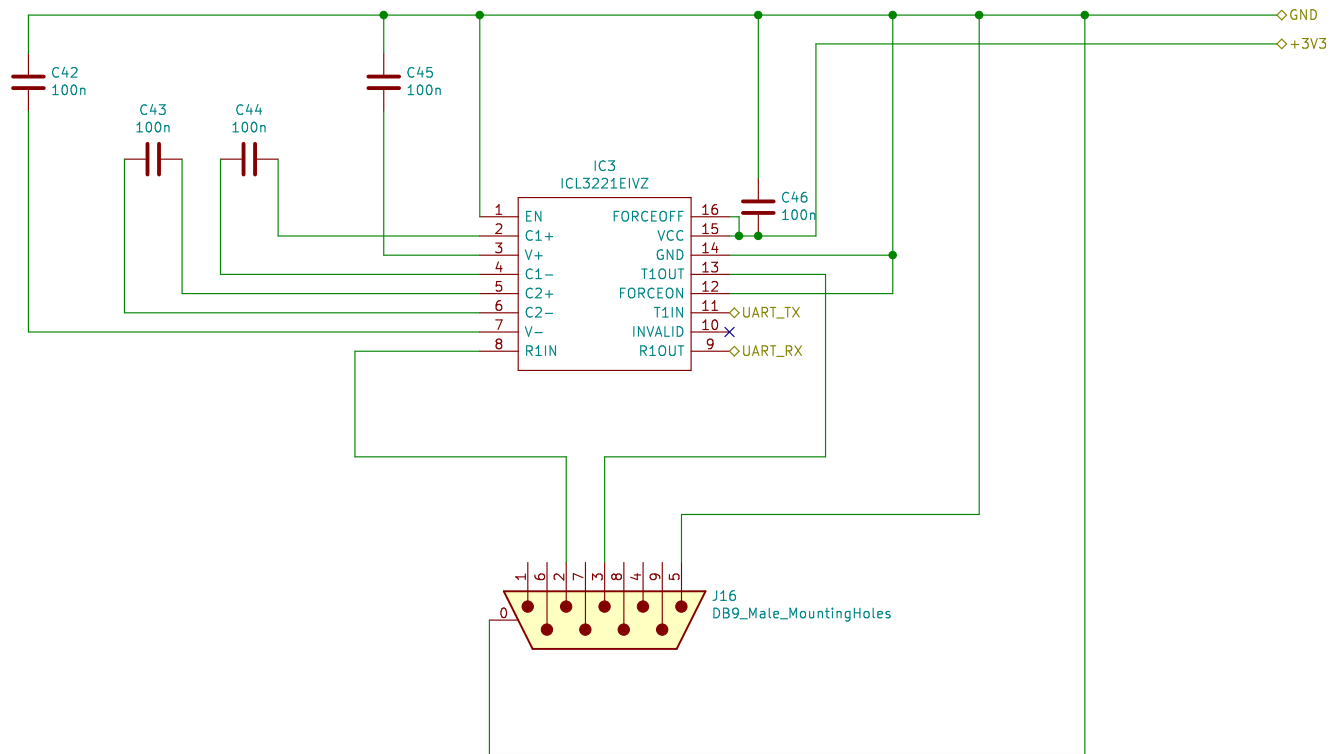 GND
+3V3
C42
100n
C45
100n
C43
100n
C44
100n
IC3
ICL3221EIVZ
C46
100n
1 EN
2 C1+
3 V+
4 C1-
5 C2+
6 C2-
7 V-
8 R1IN
FORCEOFF 16
VCC 15
GND 14
T1OUT 13
FORCEON 12
T1IN 11 UART_TX
INVALID 10
R1OUT 9 UART_RX
1 6 2 7 3 8 4 9 5
0
J16
DB9_Male_MountingHoles